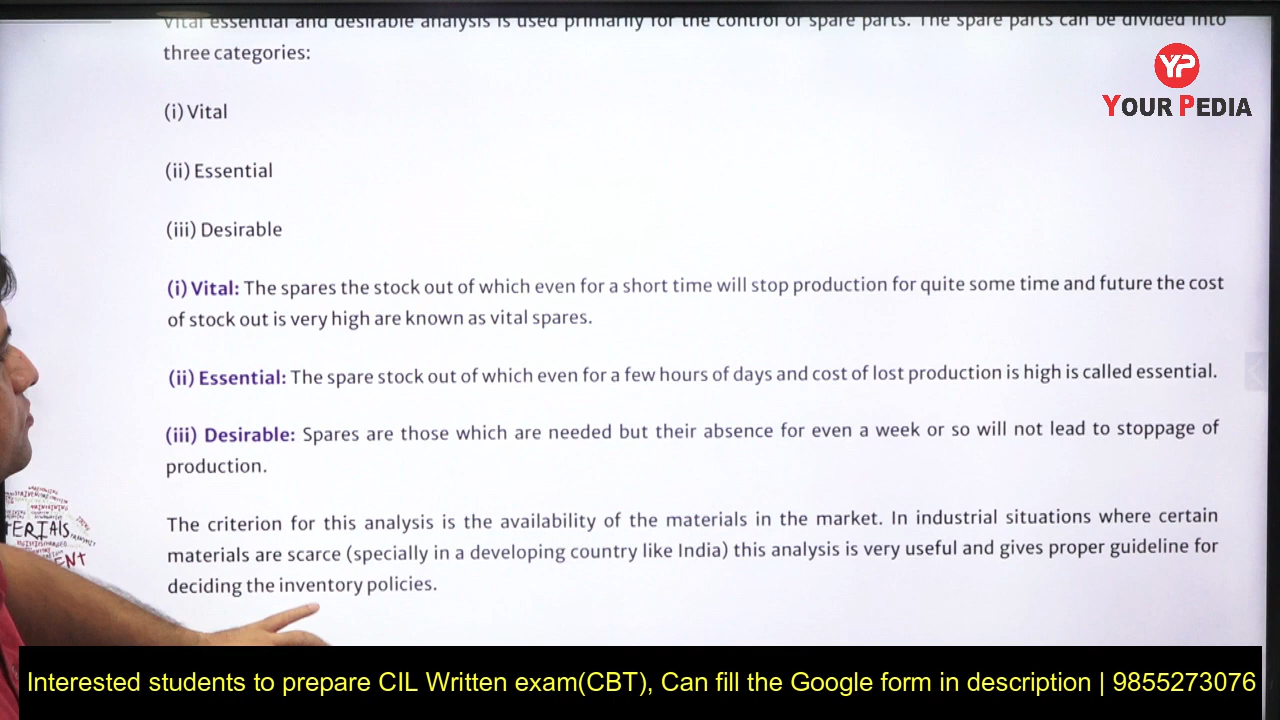 Vital essential and desirable analysis is used primarily for the control of spare parts. The spare parts can be divided into
three categories:
YP
YOUR PEDIA
(i) Vital
(ii) Essential
(iii) Desirable
(i) Vital: The spares the stock out of which even for a short time will stop production for quite some time and future the cost
of stock out is very high are known as vital spares.
(ii) Essential: The spare stock out of which even for a few hours of days and cost of lost production is high is called essential.
(iii) Desirable: Spares are those which are needed but their absence for even a week or so will not lead to stoppage of
production.
The criterion for this analysis is the availability of the materials in the market. In industrial situations where certain
materials are scarce (specially in a developing country like India) this analysis is very useful and gives proper guideline for
deciding the inventory policies.
Interested students to prepare CIL Written exam(CBT), Can fill the Google form in description | 9855273076